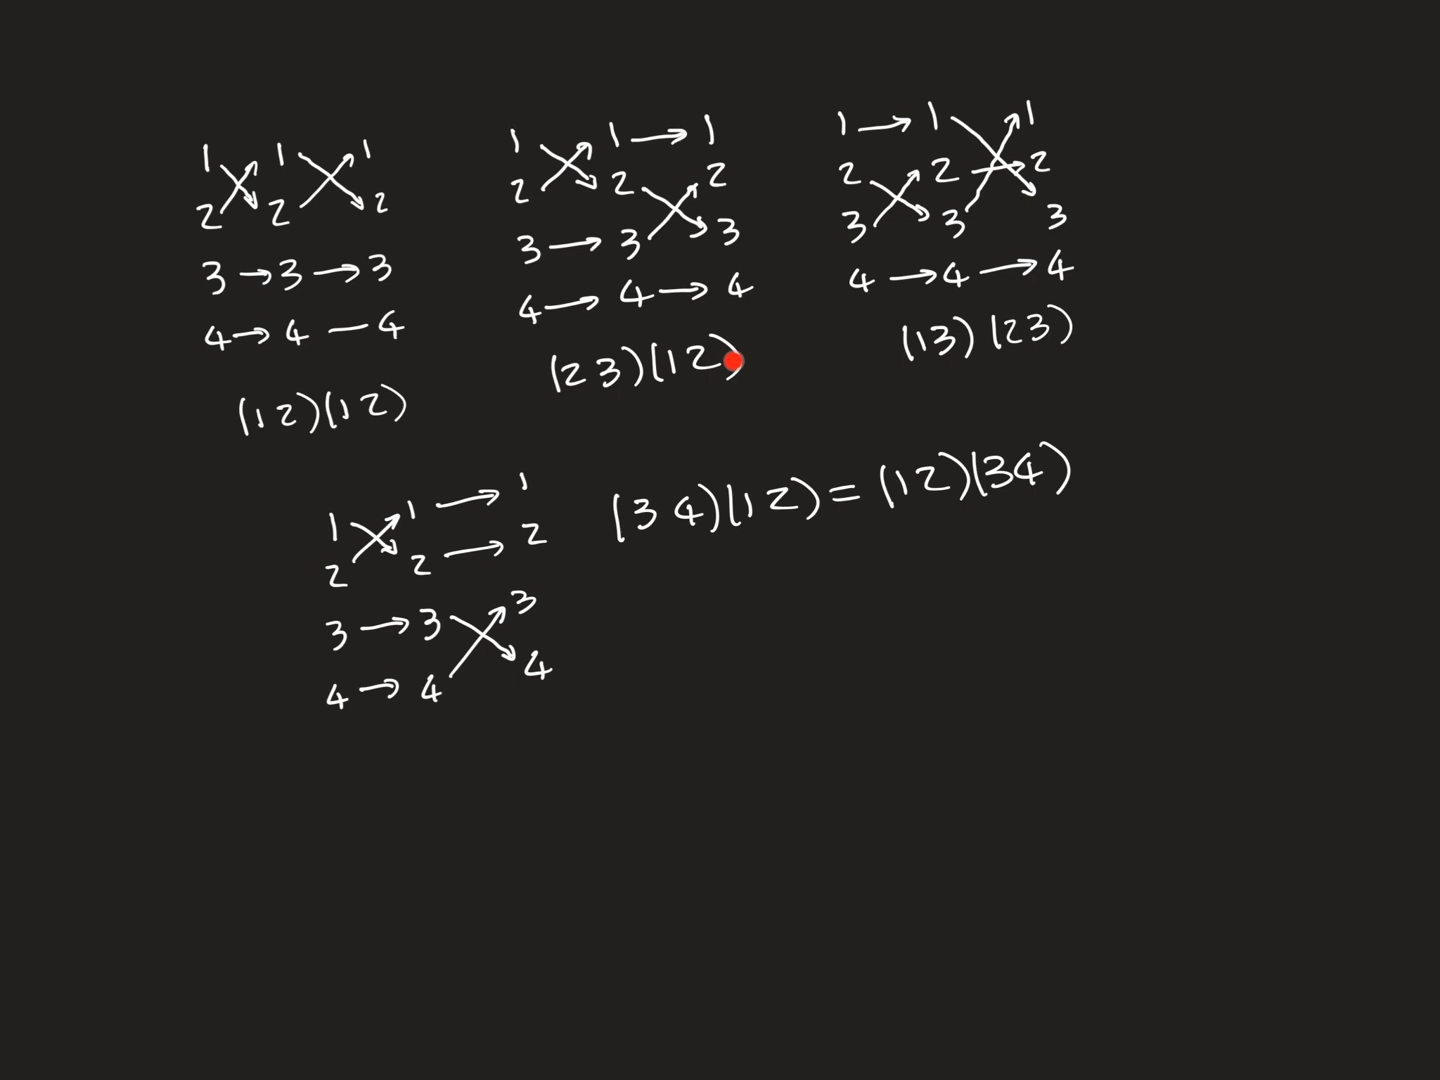 1 1 1
2 2 2
3 → 3 → 3
4 → 4 — 4
(12)(12)
1 1 → 1
2 2 2
3 → 3 3
4 → 4 → 4
(23)(12)
1 → 1 1
2 2 → 2
3 3 3
4 → 4 → 4
(13)(23)
1 1 → 1
2 2 → 2
3 → 3 3
4 → 4 4
(34)(12) = (12)(34)